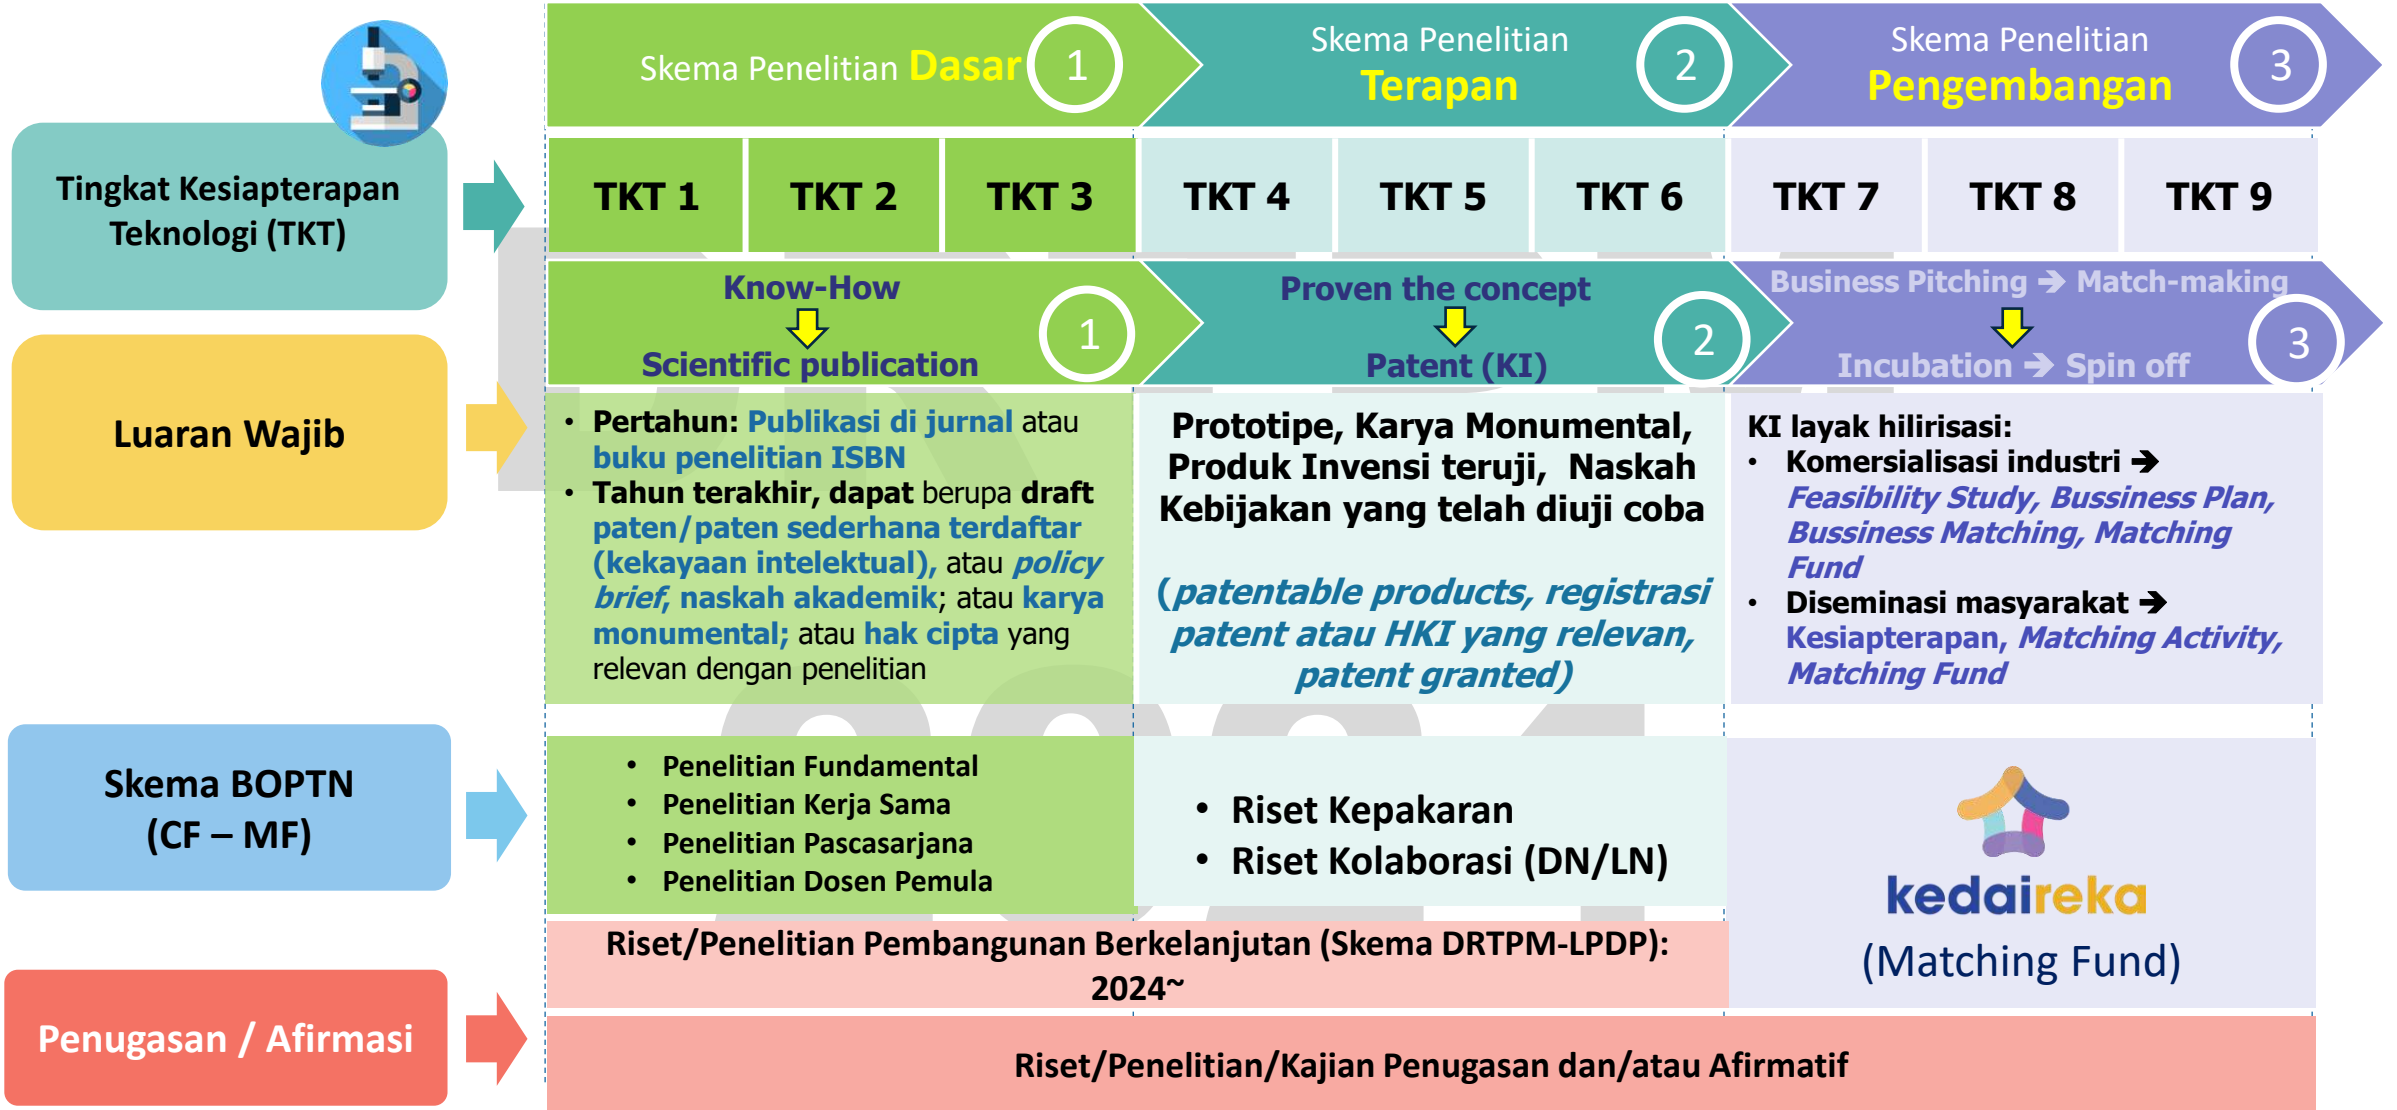 Skema Penelitian Dasar 1
Skema Penelitian
Terapan
2
Skema Penelitian
Pengembangan
3
Tingkat Kesiapterapan
Teknologi (TKT)
TKT 1 TKT 2 TKT 3 TKT 4 TKT 5 TKT 6 TKT 7 TKT 8 TKT 9
Luaran Wajib
Know-How
Scientific publication
1
Proven the concept
Patent (KI)
2
Business Pitching ➔ Match-making
Incubation ➔ Spin off
3
• Pertahun: Publikasi di jurnal atau
buku penelitian ISBN
• Tahun terakhir, dapat berupa draft
paten/paten sederhana terdaftar
(kekayaan intelektual), atau policy
brief, naskah akademik; atau karya
monumental; atau hak cipta yang
relevan dengan penelitian
Prototipe, Karya Monumental,
Produk Invensi teruji, Naskah
Kebijakan yang telah diuji coba
(patentable products, registrasi
patent atau HKI yang relevan,
patent granted)
KI layak hilirisasi:
• Komersialisasi industri ➔
Feasibility Study, Bussiness Plan,
Bussiness Matching, Matching
Fund
• Diseminasi masyarakat ➔
Kesiapterapan, Matching Activity,
Matching Fund
Skema BOPTN
(CF – MF)
• Penelitian Fundamental
• Penelitian Kerja Sama
• Penelitian Pascasarjana
• Penelitian Dosen Pemula
• Riset Kepakaran
• Riset Kolaborasi (DN/LN)
kedaireka
(Matching Fund)
Riset/Penelitian Pembangunan Berkelanjutan (Skema DRTPM-LPDP):
2024~
Penugasan / Afirmasi
Riset/Penelitian/Kajian Penugasan dan/atau Afirmatif